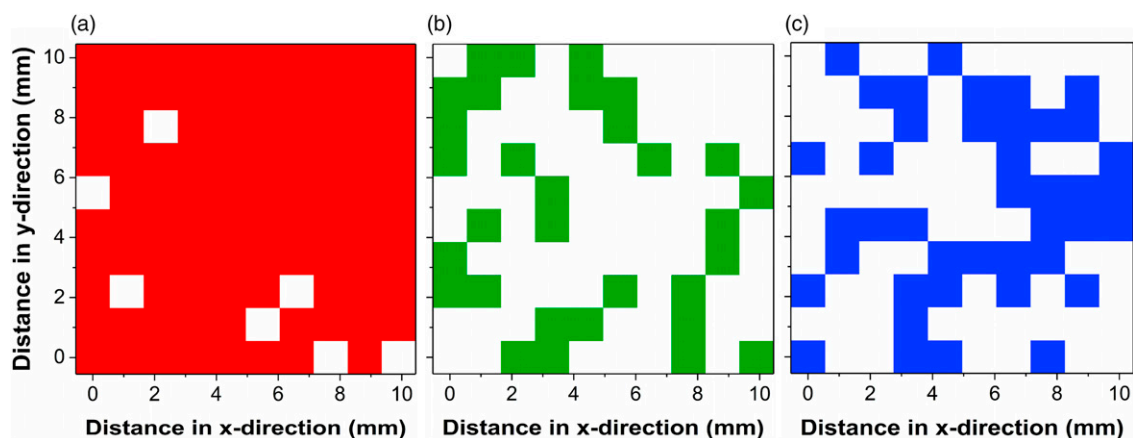 (a) (b) (c)
Distance in y-direction (mm)
10
8
6
4
2
0
0 2 4 6 8 10
0 2 4 6 8 10
0 2 4 6 8 10
Distance in x-direction (mm) Distance in x-direction (mm) Distance in x-direction (mm)